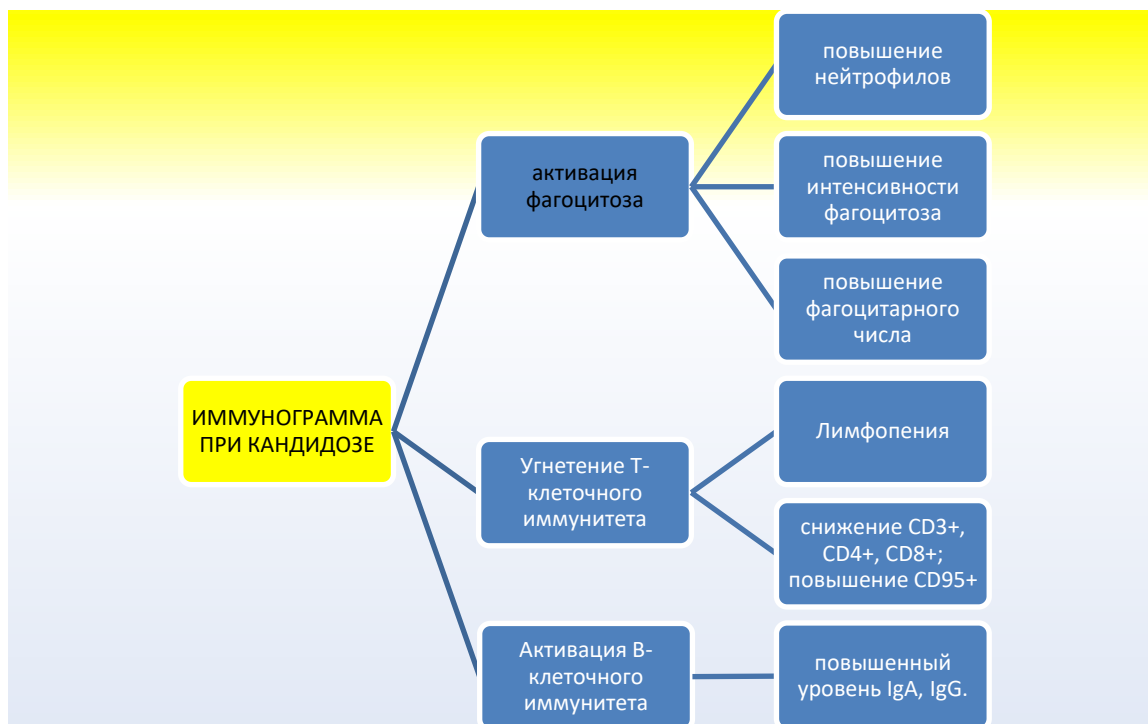 повышение
нейтрофилов
активация
фагоцитоза
повышение
интенсивности
фагоцитоза
повышение
фагоцитарного
числа
ИММУНОГРАММА
ПРИ КАНДИДОЗЕ
Угнетение Т-
клеточного
иммунитета
Лимфопения
снижение CD3+,
CD4+, CD8+;
повышение CD95+
Активация В-
клеточного
иммунитета
повышенный
уровень IgA, IgG.